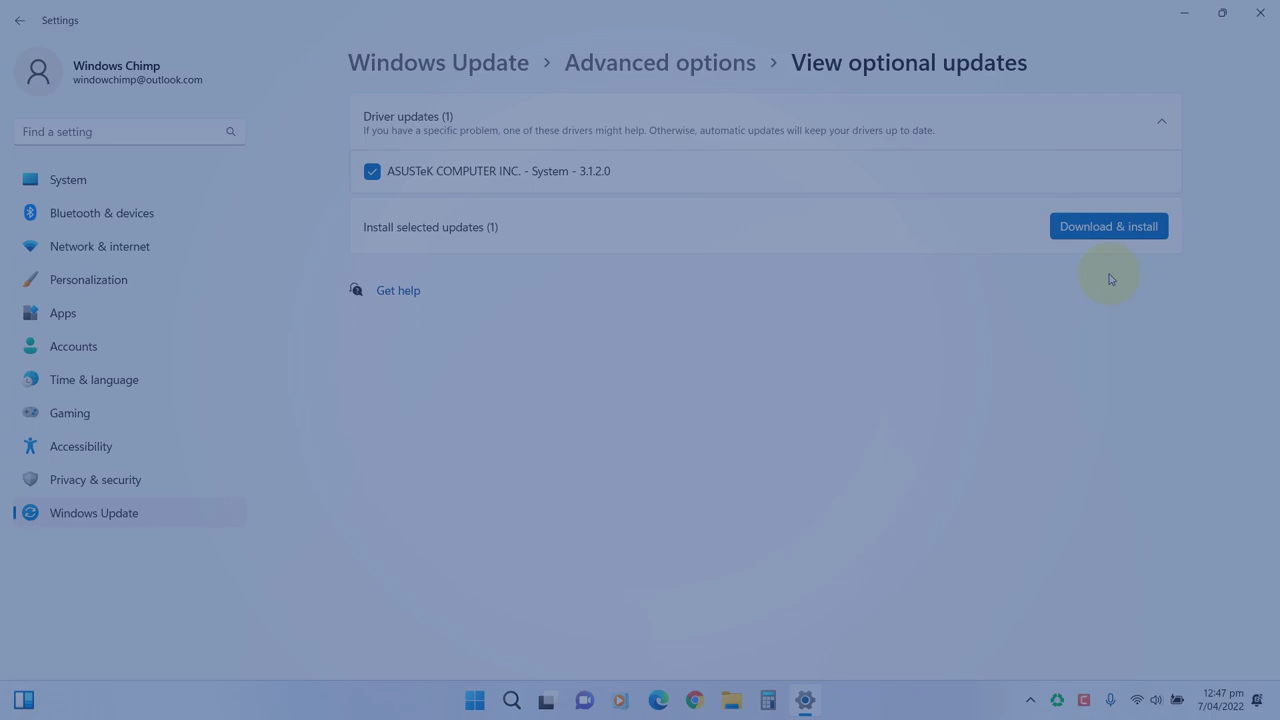 Settings
Windows Chimp
windowchimp@outlook.com
Find a setting
System
Bluetooth & devices
Network & internet
Personalization
Apps
Accounts
Time & language
Gaming
Accessibility
Privacy & security
Windows Update
Windows Update > Advanced options > View optional updates
Driver updates (1)
If you have a specific problem, one of these drivers might help. Otherwise, automatic updates will keep your drivers up to date.
ASUSTeK COMPUTER INC. - System - 3.1.2.0
Install selected updates (1)
Download & install
Get help
12:47 pm
7/04/2022